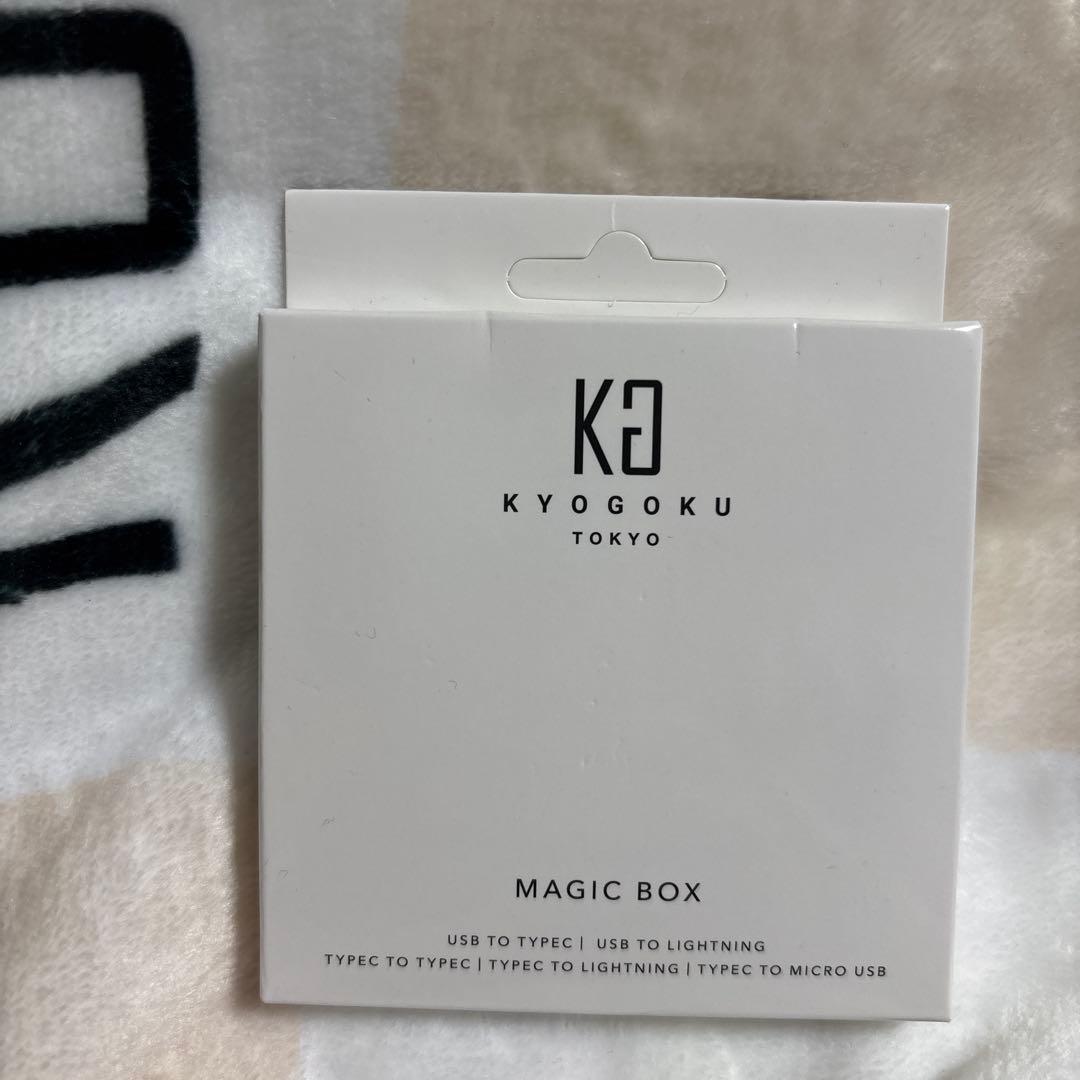 KG
KYOGOKU
TOKYO
MAGIC BOX
USB TO TYPEC | USB TO LIGHTNING
TYPEC TO TYPEC | TYPEC TO LIGHTNING | TYPEC TO MICRO USB